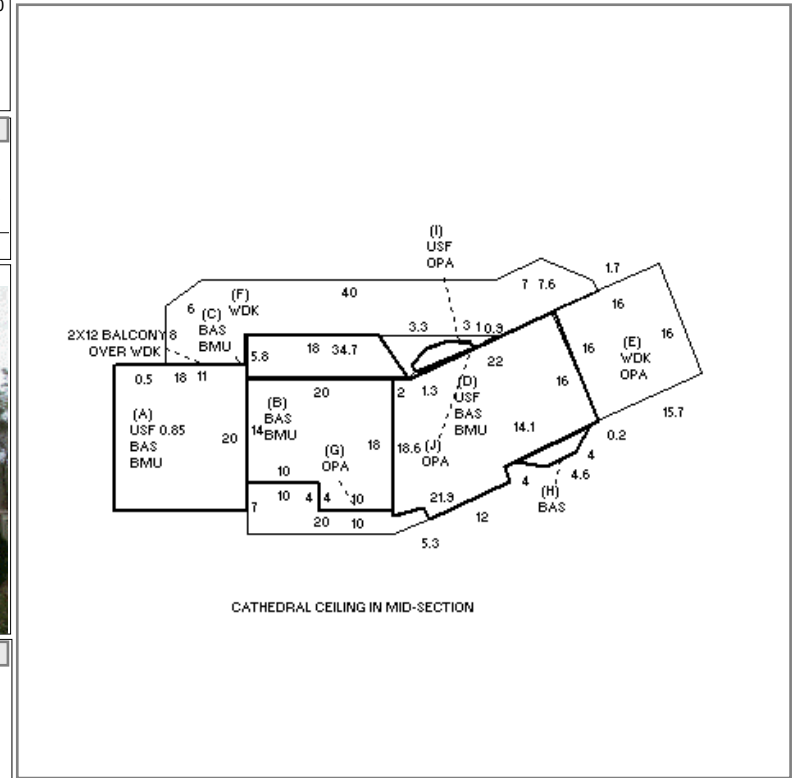 (I)
USF
OPA
1.7
7 7.6
40
16
6
(F)
WDK
(C)
BAS
BMU
3.3
3
1
0.9
2X12 BALCONY 8
OVER WDK
16
(E)
WDK
OPA
16
5.8
18
34.7
22
0.5
18
11
20
2
1.3
16
(D)
USF
BAS
BMU
(A)
USF 0.85
BAS
BMU
(B)
BAS
BMU
15.7
20
14
14.1
0.2
(G)
OPA
18
18.6
(J)
OPA
10
4
4
4.6
(H)
BAS
10
4
4
10
21.9
7
20
10
12
5.3
CATHEDRAL CEILING IN MID-SECTION